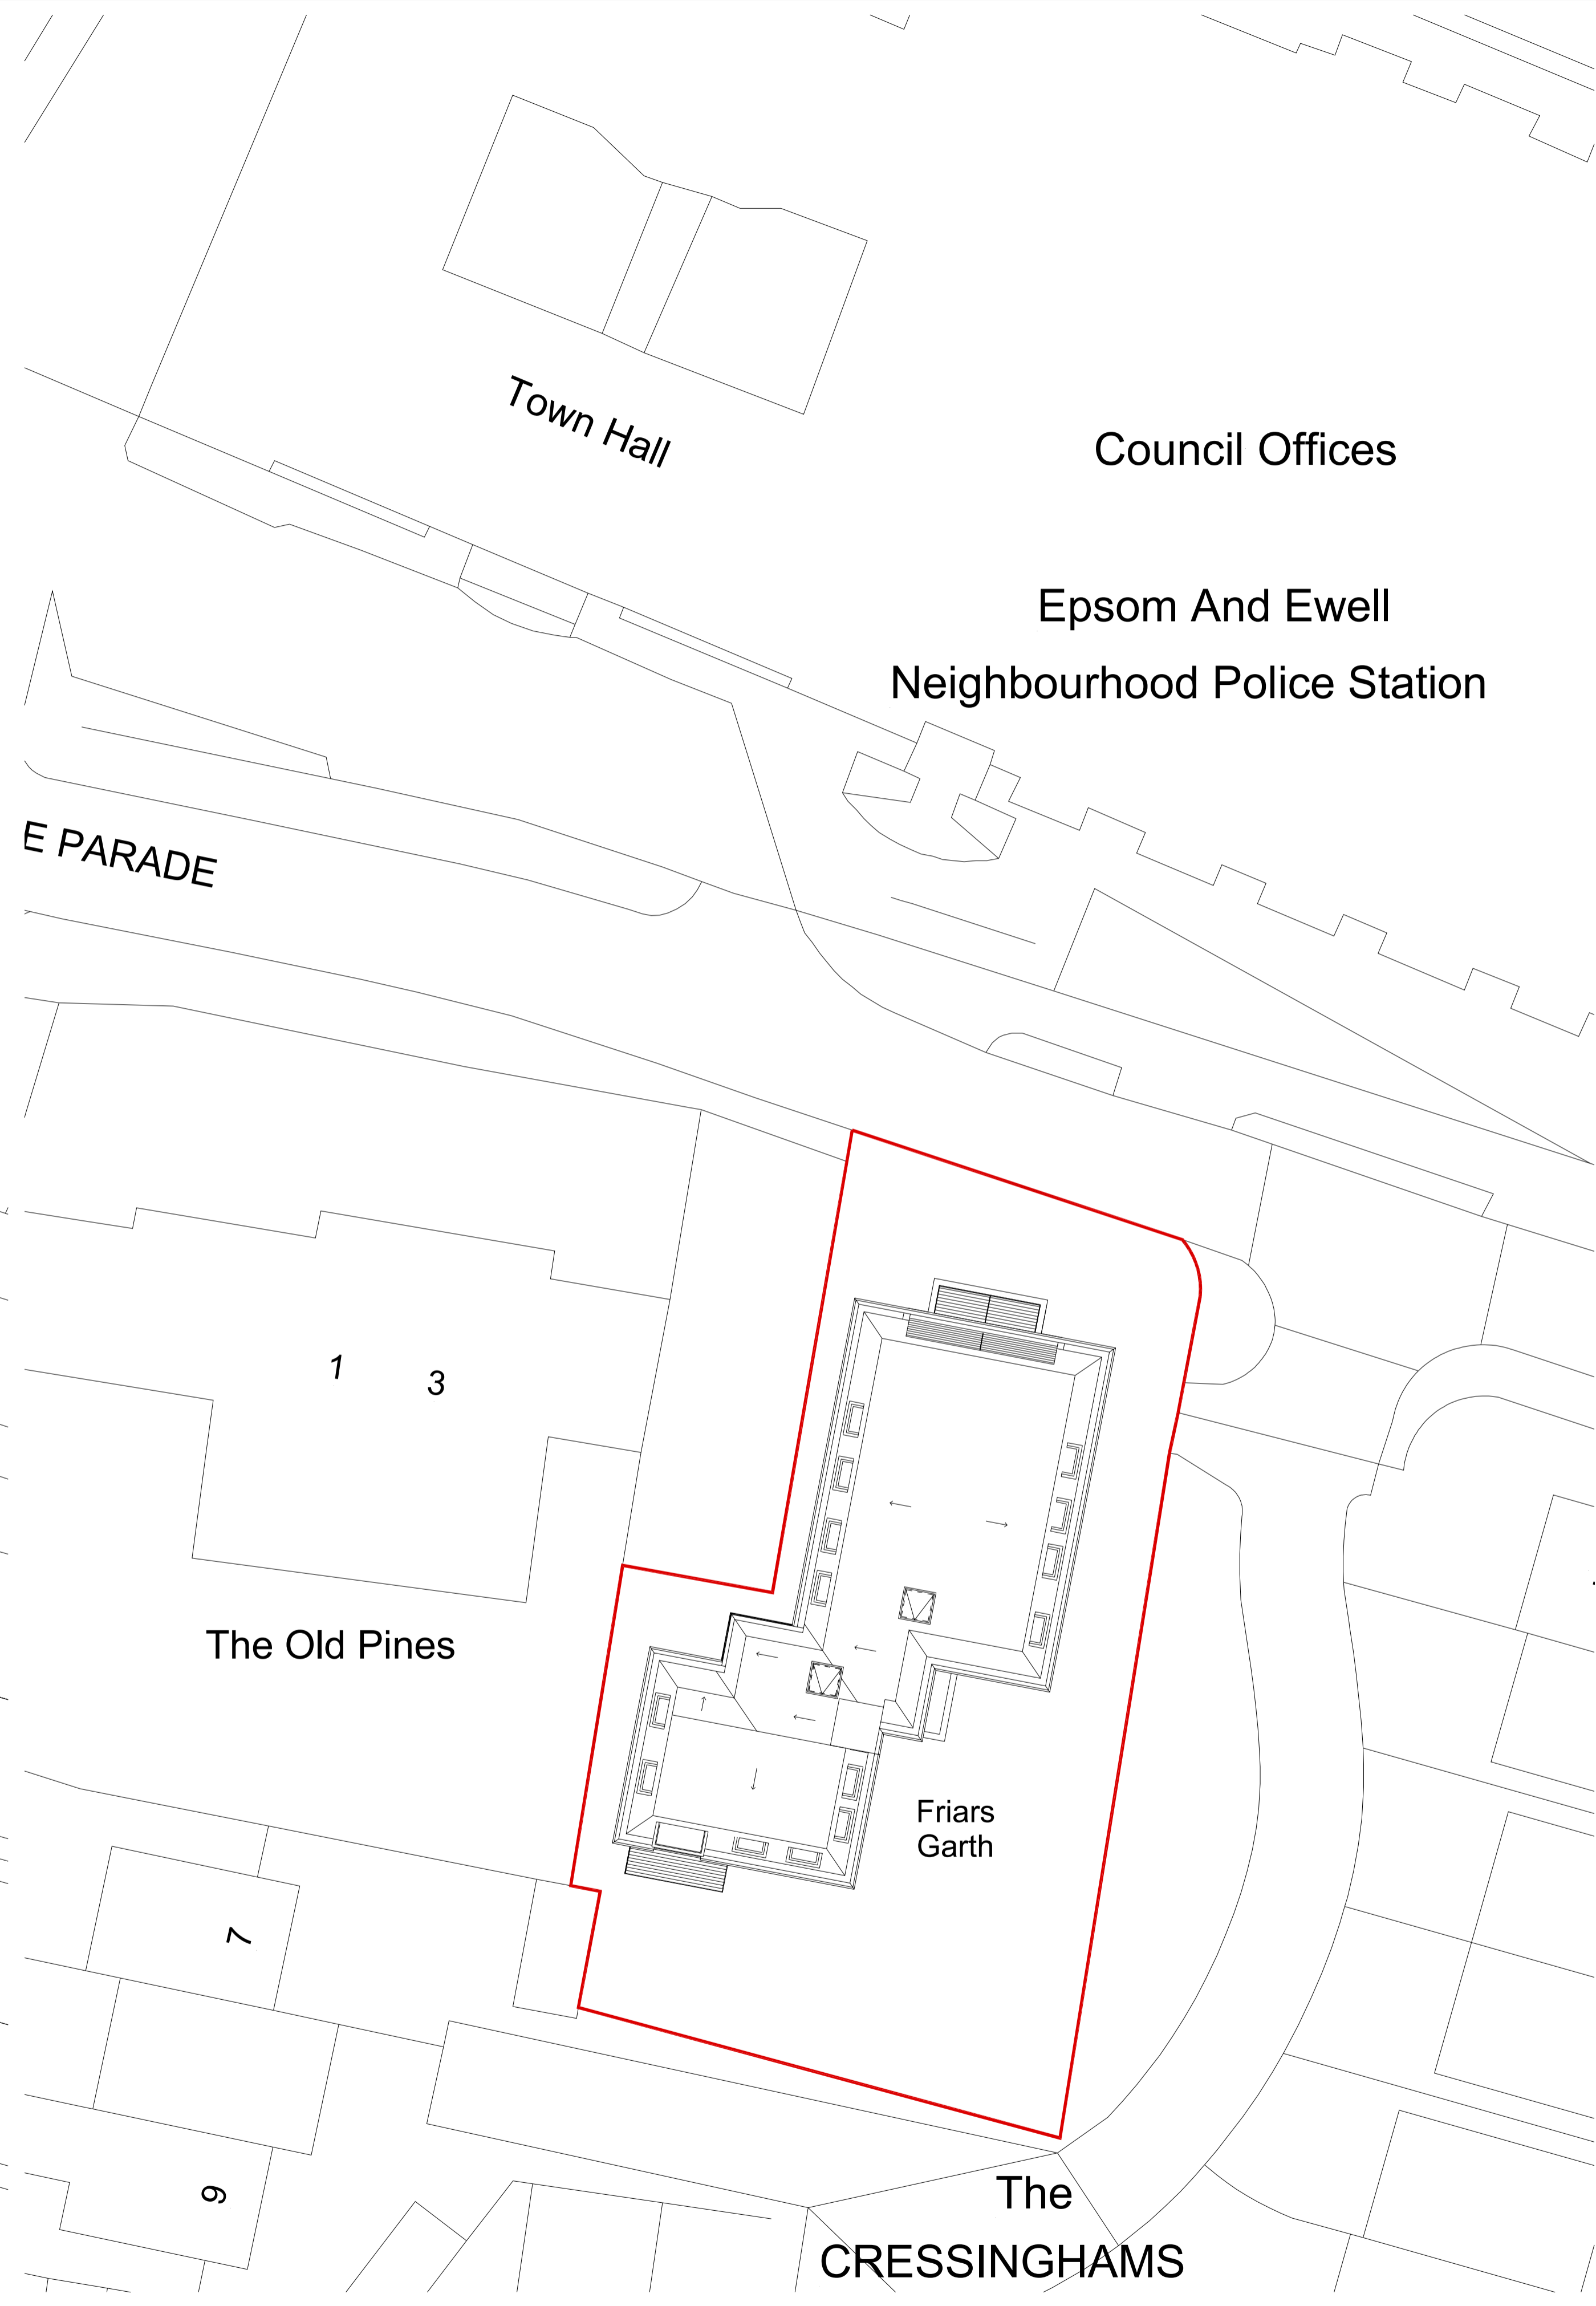 Town Hall
Council Offices
Epsom And Ewell
Neighbourhood Police Station
E PARADE
1
3
The Old Pines
Friars
Garth
7
9
The
CRESSINGHAMS